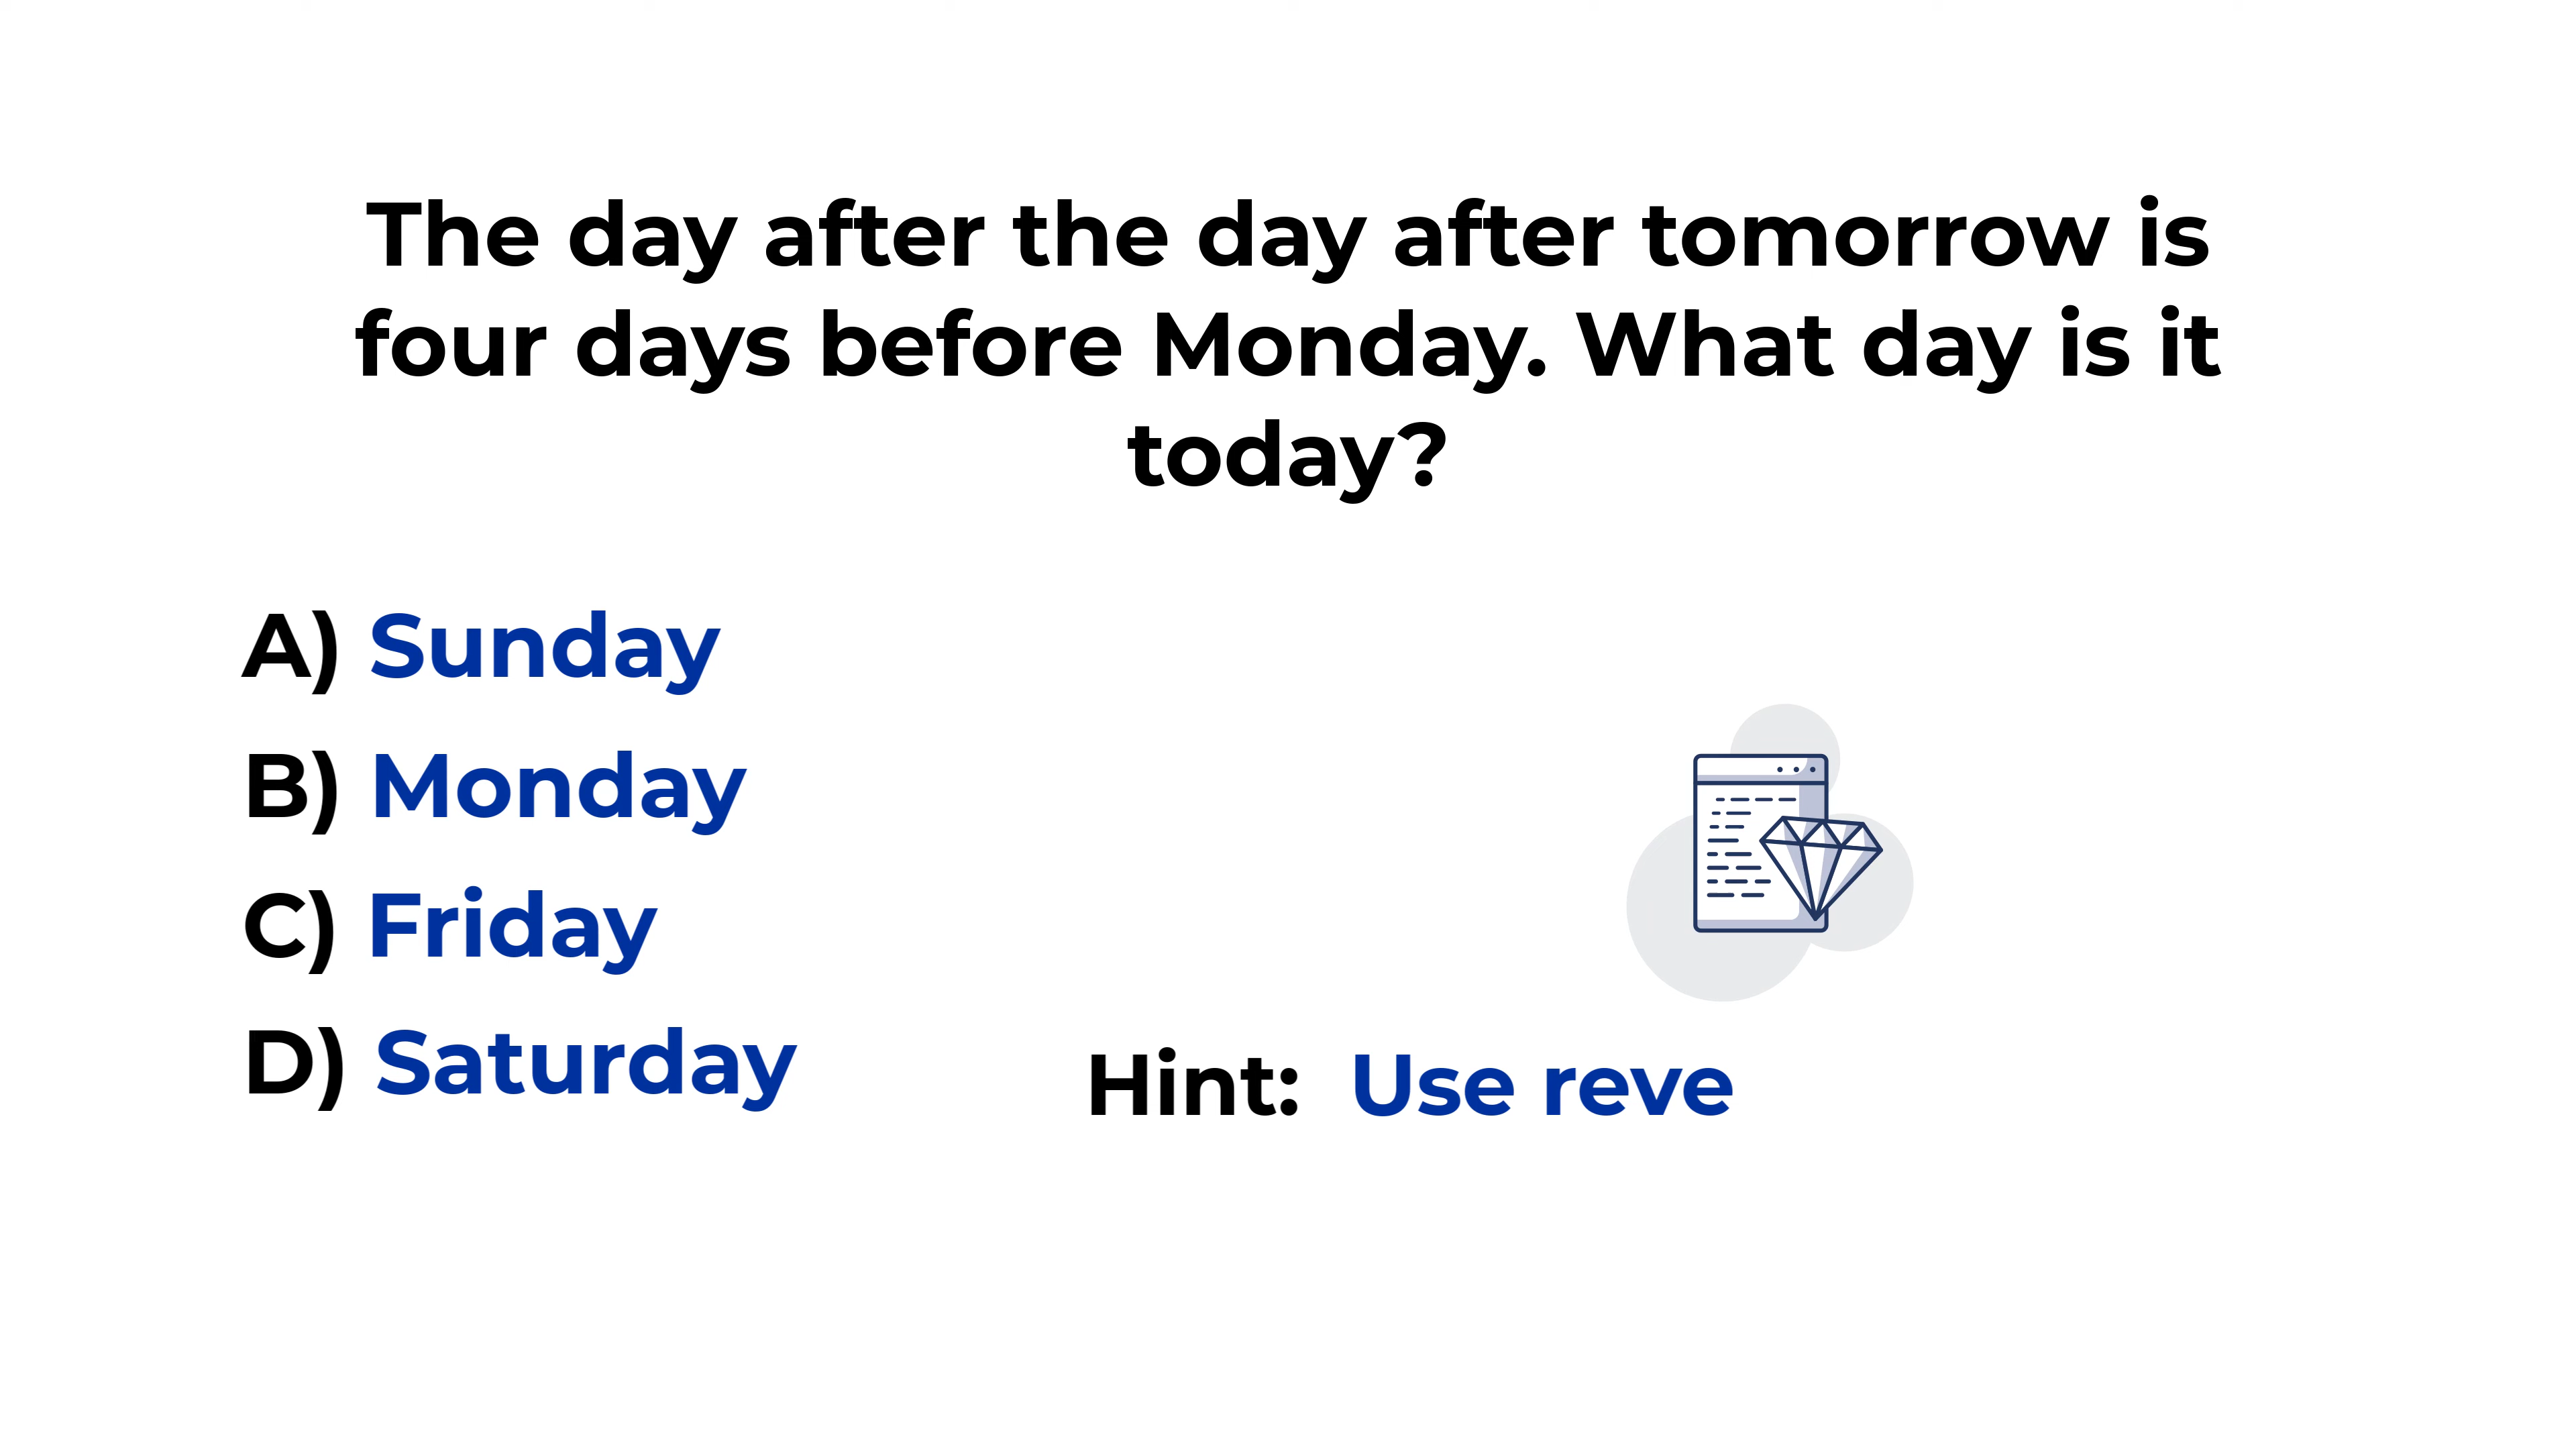 The day after the day after tomorrow is
four days before Monday. What day is it
today?
A) Sunday
B) Monday
C) Friday
D) Saturday
Hint: Use reve